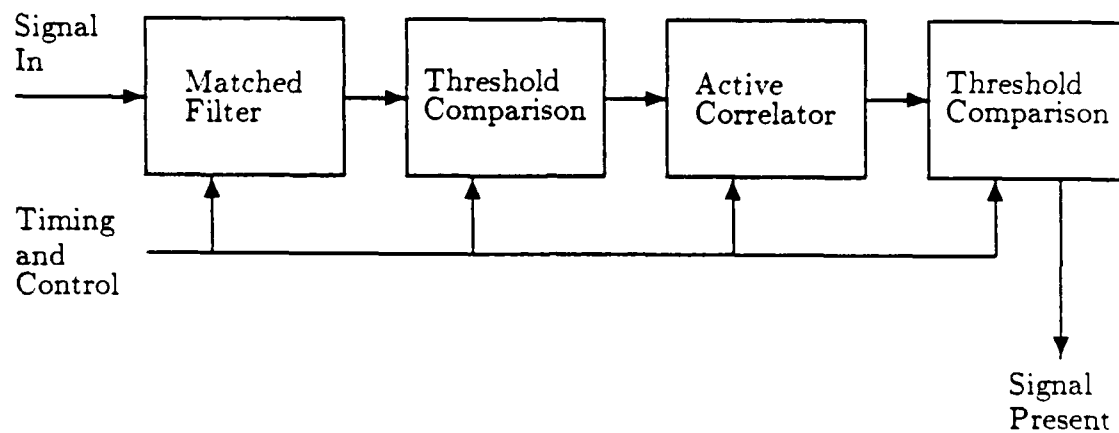 Signal
In
Matched
Filter
Threshold
Comparison
Active
Correlator
Threshold
Comparison
Timing
and
Control
Signal
Present